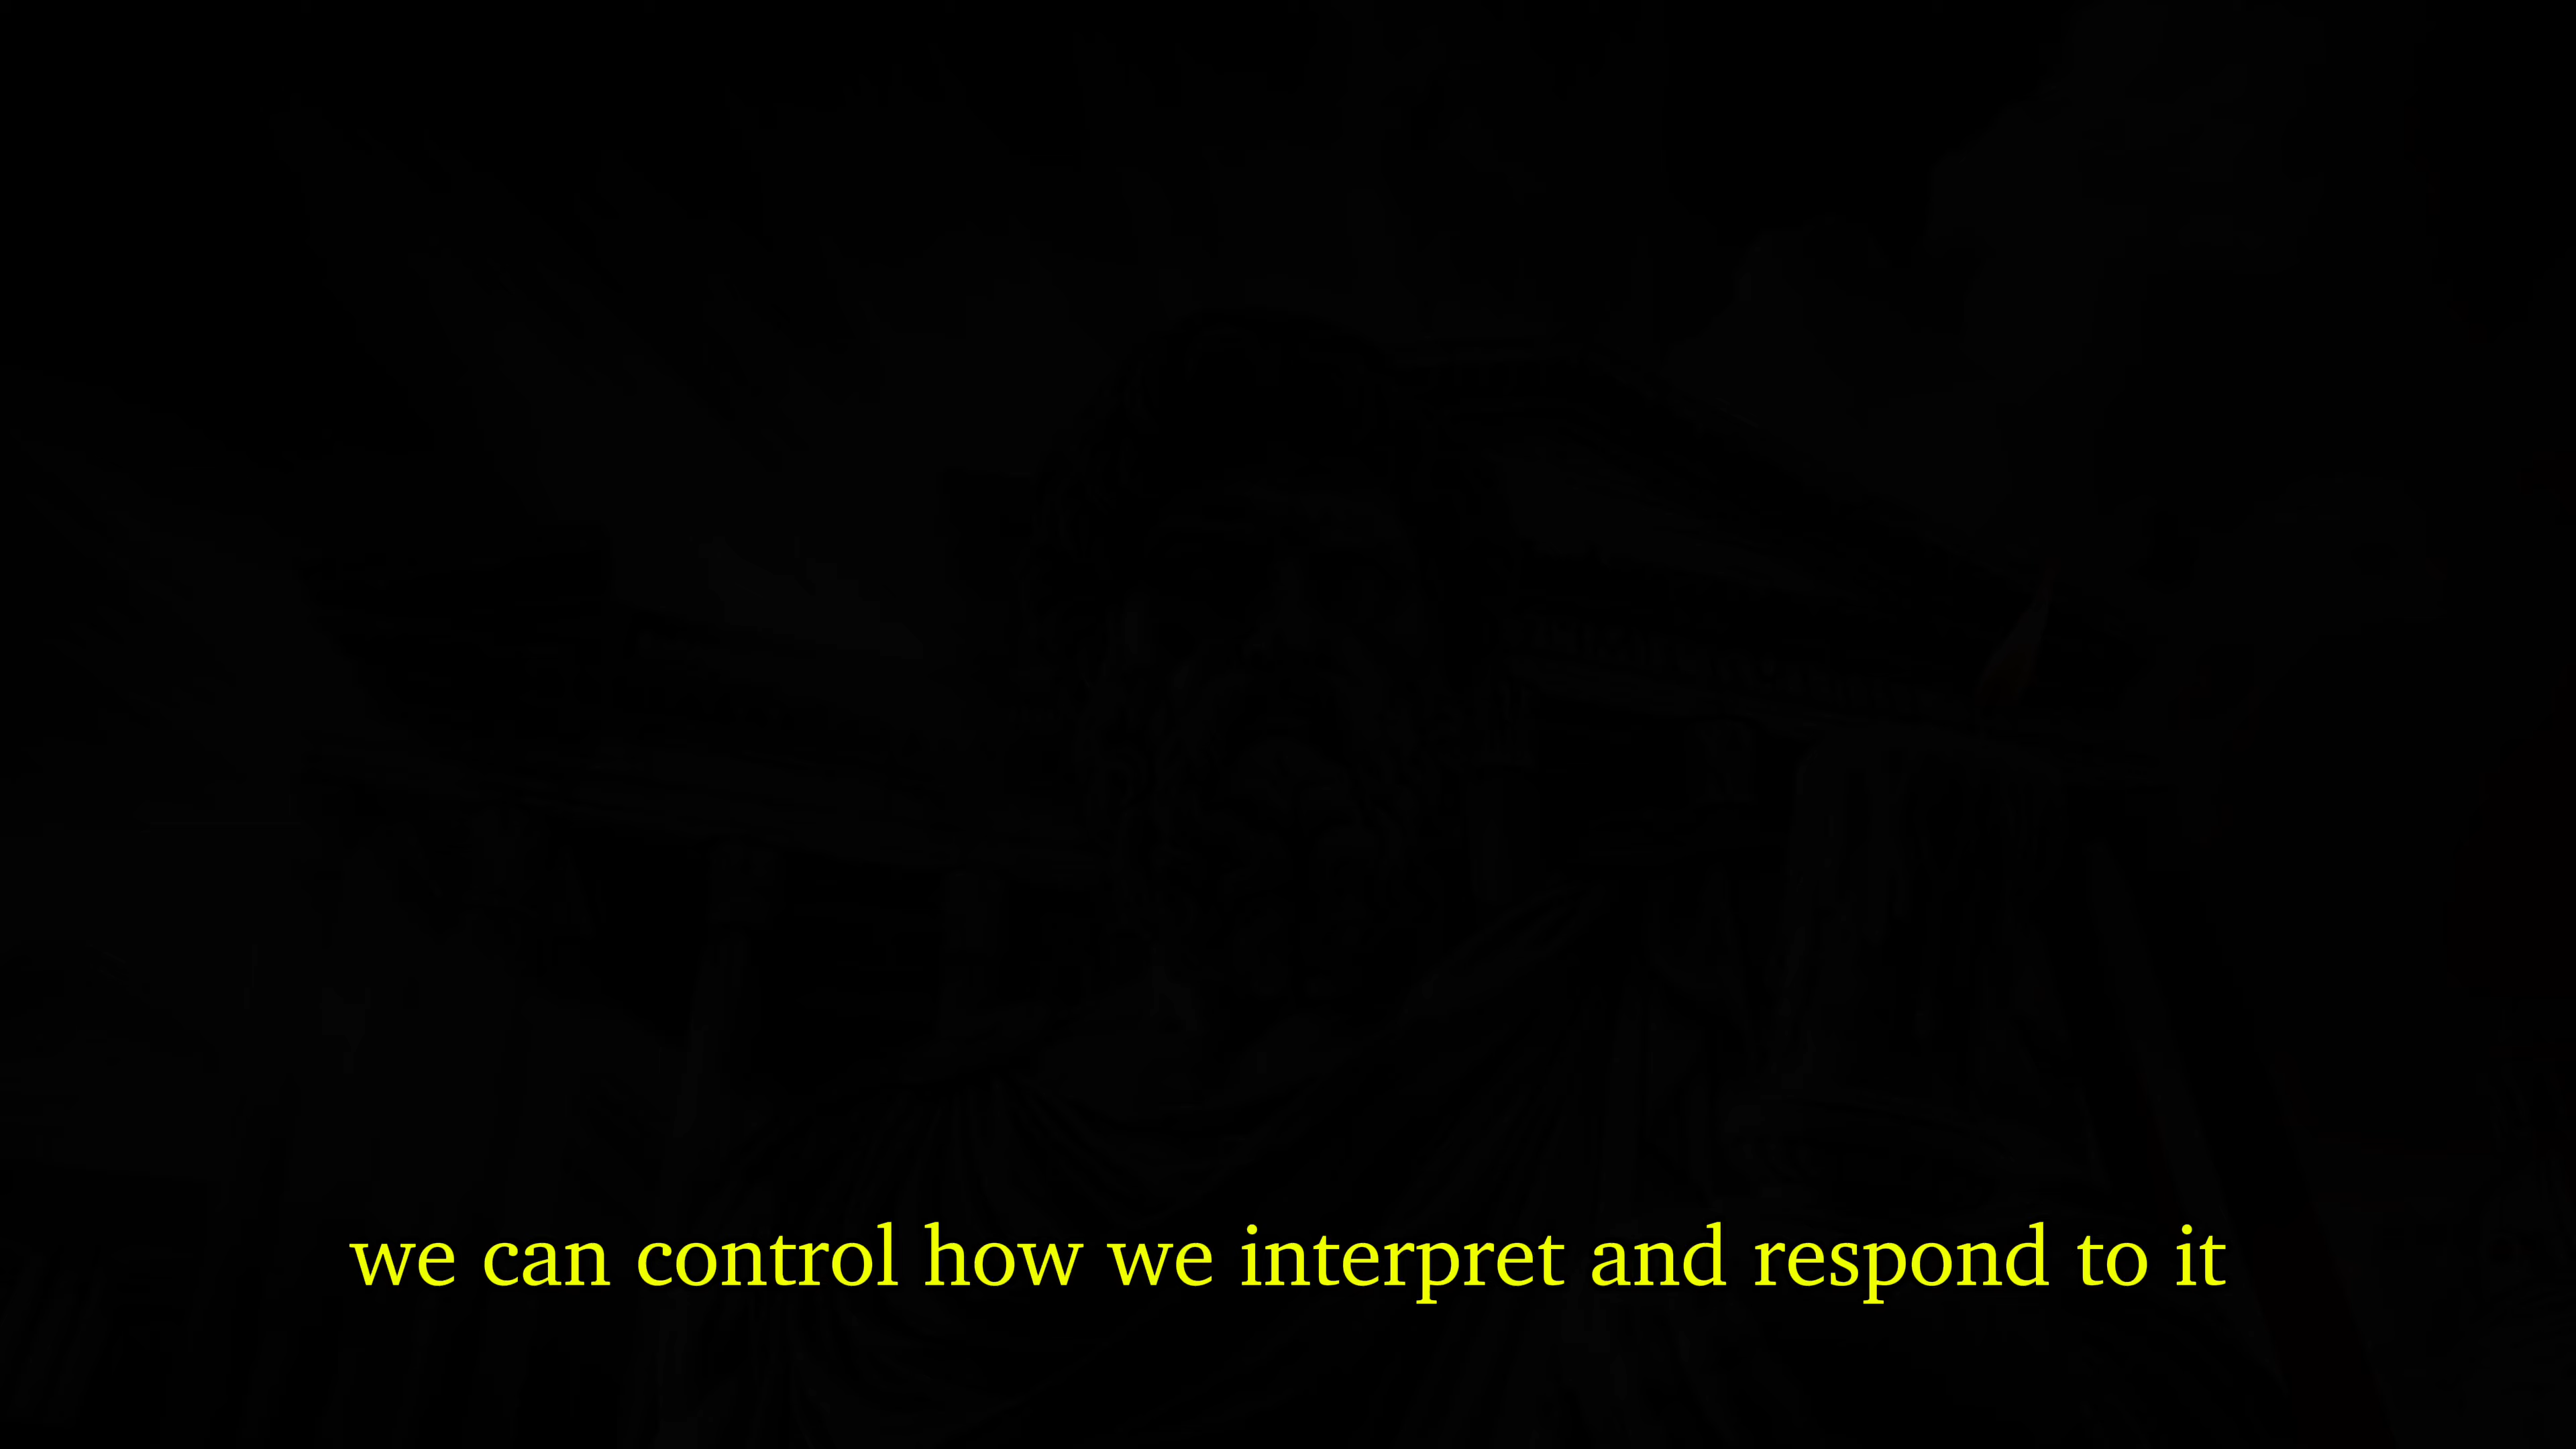 we can control how we interpret and respond to it